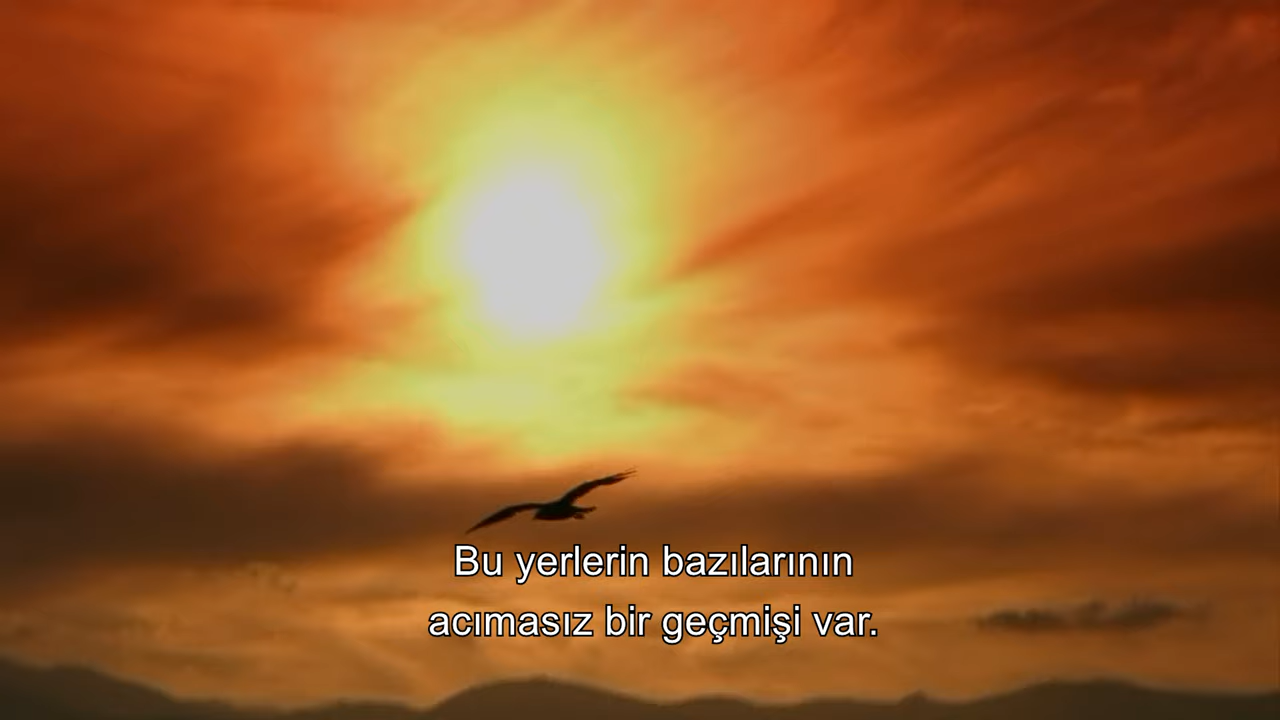 Bu yerlerin bazılarının
acımasız bir geçmişi var.